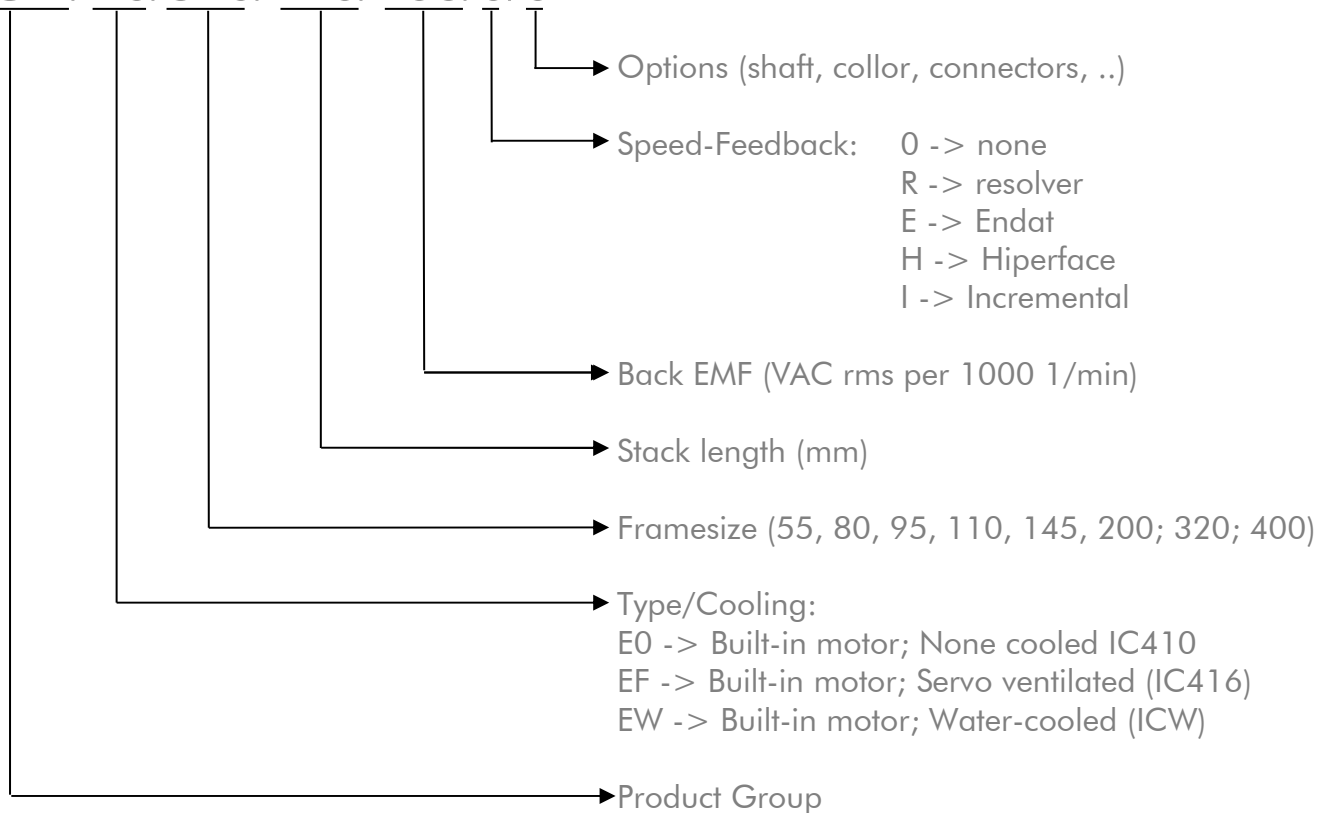 Options (shaft, collor, connectors, ..)
Speed-Feedback: 0 -> none
R -> resolver
E -> Endat
H -> Hiperface
I -> Incremental
Back EMF (VAC rms per 1000 1/min)
Stack length (mm)
Framesize (55, 80, 95, 110, 145, 200; 320; 400)
Type/Cooling:
E0 -> Built-in motor; None cooled IC410
EF -> Built-in motor; Servo ventilated (IC416)
EW -> Built-in motor; Water-cooled (ICW)
Product Group